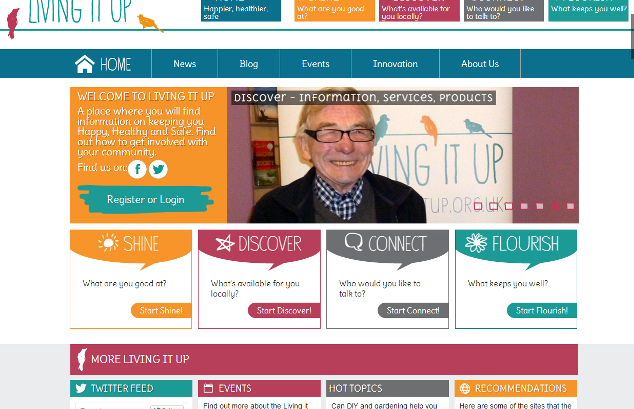 LIVING IT UP
Happier, healthier,
safe
What are you good
at?
What's available for
you locally?
Who would you like
to talk to?
What keeps you well?
HOME
News
Blog
Events
Innovation
About Us
WELCOME TO LIVING IT UP
A place where you will find
information on keeping you
Happy, Healthy and Safe. Find
out how to get involved with
your community.
Find us on:
Register or Login
Discover - information, services, products
VING IT UP
TUP.ORG.UK
SHINE
What are you good at?
Start Shine!
DISCOVER
What's available for you
locally?
Start Discover!
CONNECT
Who would you like to
talk to?
Start Connect!
FLOURISH
What keeps you well?
Start Flourish!
MORE LIVING IT UP
TWITTER FEED
EVENTS
Find out more about the Living it
HOT TOPICS
Can DIY and gardening help you
RECOMMENDATIONS
Here are some of the sites that the